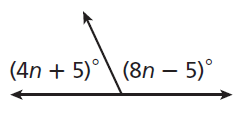 (4n + 5)° (8n − 5)°